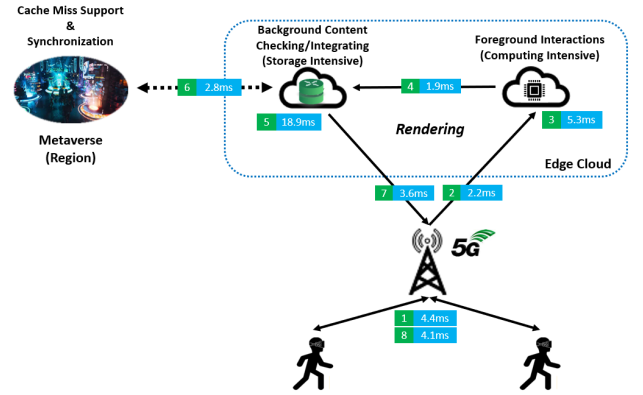 Cache Miss Support
&
Synchronization
Metaverse
(Region)
6 2.8ms
Background Content
Checking/Integrating
(Storage Intensive)
5 18.9ms
4 1.9ms
Rendering
Foreground Interactions
(Computing Intensive)
3 5.3ms
Edge Cloud
7 3.6ms
2 2.2ms
5G
1 4.4ms
8 4.1ms